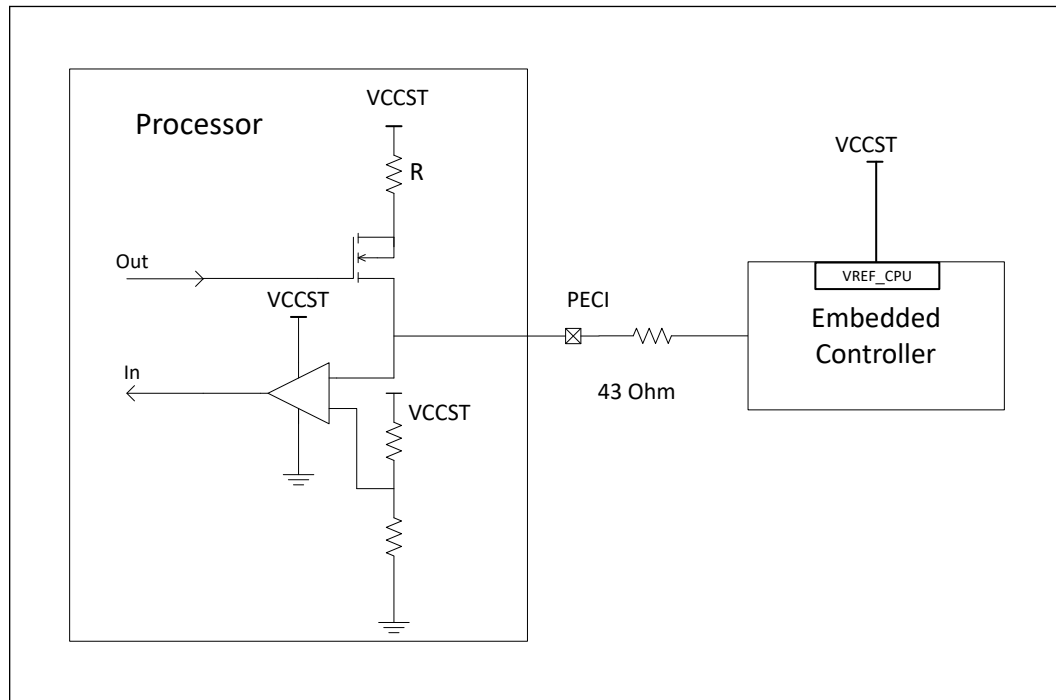 VCCST
Processor
R
VCCST
Out
VCCST
VREF_CPU
PECI
Embedded
Controller
In
43 Ohm
VCCST